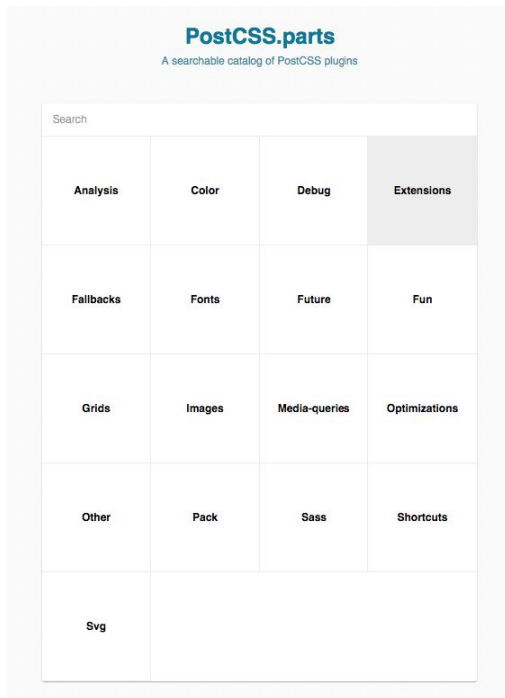 PostCSS.parts
A searchable catalog of PostCSS plugins
Search
Analysis Color Debug Extensions
Fallbacks Fonts Future Fun
Grids Images Media-queries Optimizations
Other Pack Sass Shortcuts
Svg